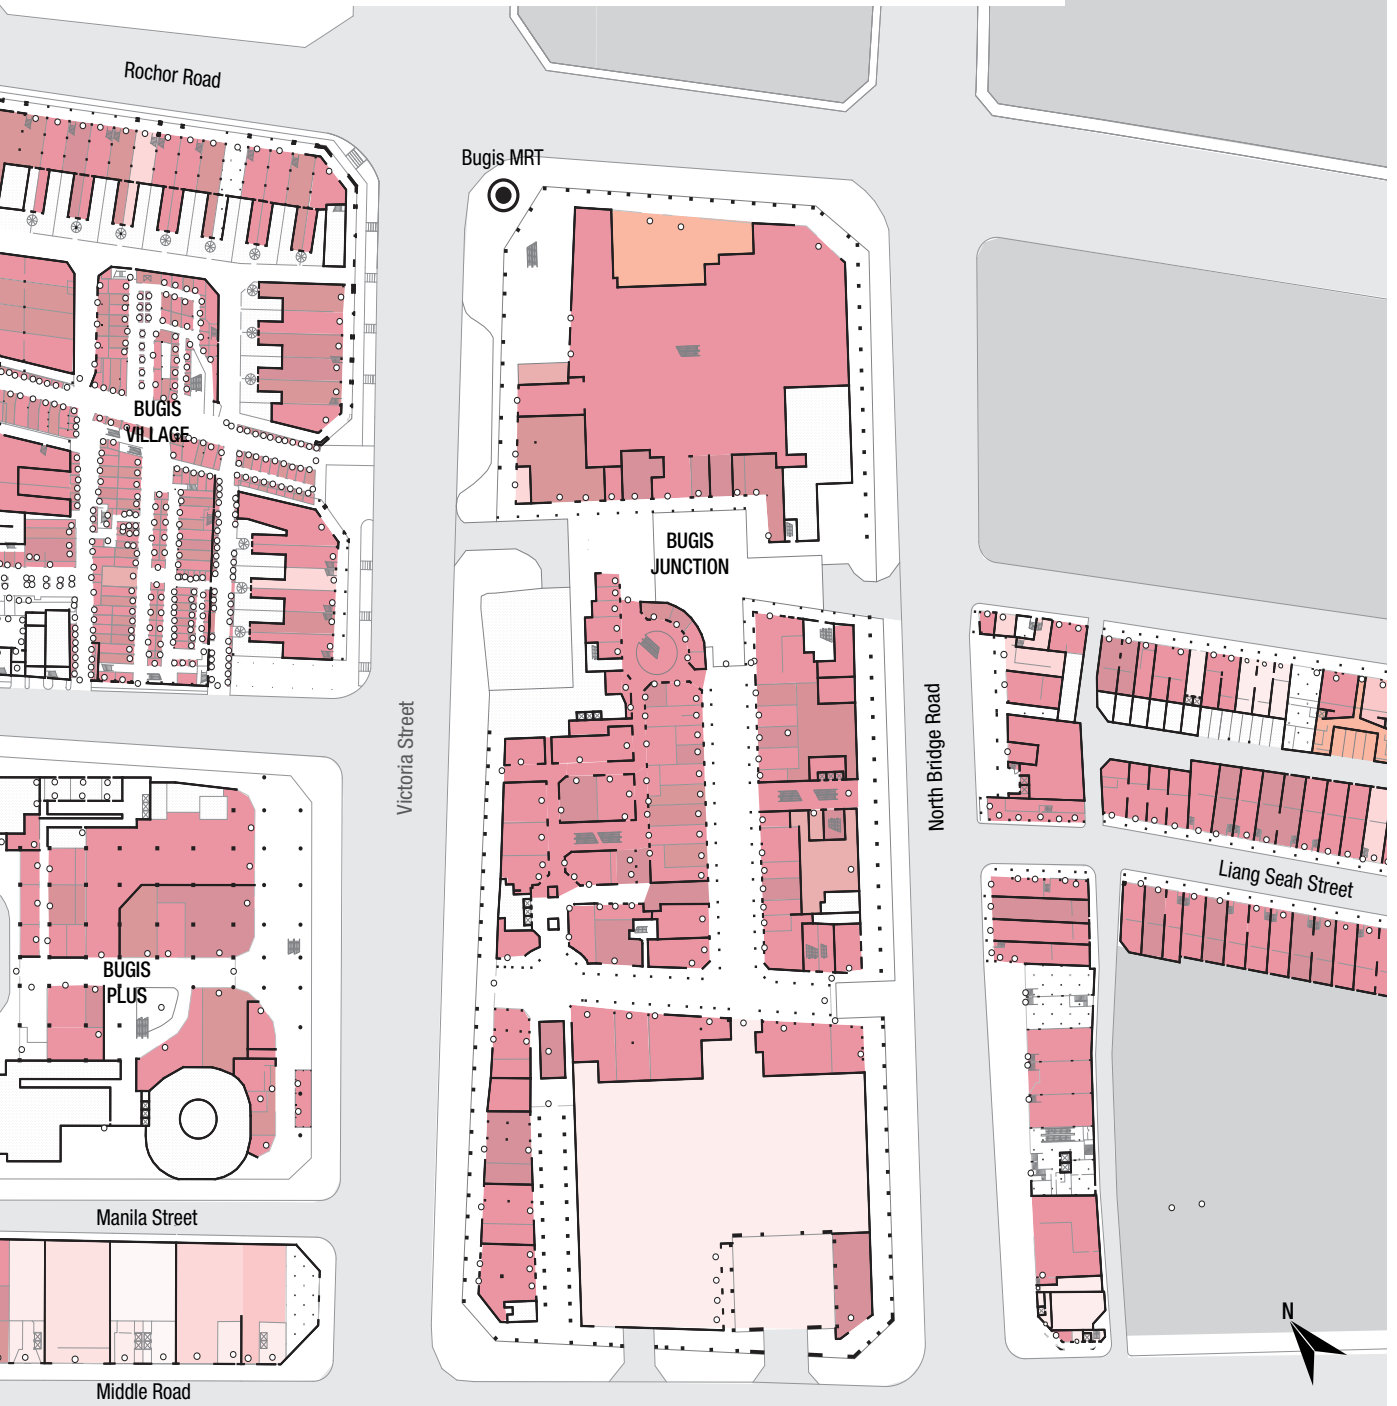 Rochor Road
Bugis MRT
BUGIS
VILLAGE
BUGIS
JUNCTION
Victoria Street
North Bridge Road
Liang Seah Street
BUGIS
PLUS
Manila Street
N
Middle Road